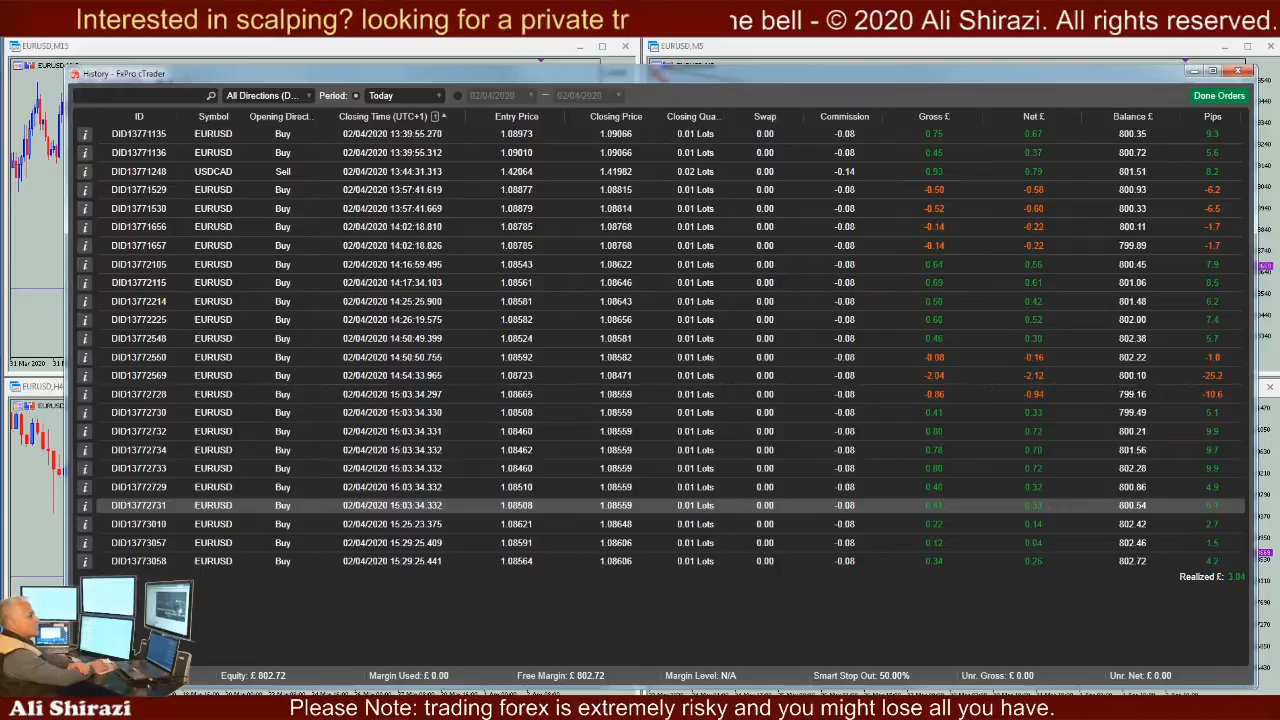 Interested in scalping? looking for a private tr
ne bell - © 2020 Ali Shirazi. All rights reserved.
EURUSD,M15
EURUSD,M5
History - FxPro cTrader
All Directions (D... Period: Today 02/04/2020 — 02/04/2020 Done Orders
ID Symbol Opening Direct.. Closing Time (UTC+1) Entry Price Closing Price Closing Qua.. Swap Commission Gross £ Net £ Balance £ Pips
DID13771135 EURUSD Buy 02/04/2020 13:39:55.270 1.08973 1.09066 0.01 Lots 0.00 -0.08 0.75 0.67 800.35 9.3
DID13771136 EURUSD Buy 02/04/2020 13:39:55.312 1.09010 1.09066 0.01 Lots 0.00 -0.08 0.45 0.37 800.72 5.6
DID13771248 USDCAD Sell 02/04/2020 13:44:31.313 1.42064 1.41982 0.02 Lots 0.00 -0.14 0.93 0.79 801.51 8.2
DID13771529 EURUSD Buy 02/04/2020 13:57:41.619 1.08877 1.08815 0.01 Lots 0.00 -0.08 -0.50 -0.58 800.93 -6.2
DID13771530 EURUSD Buy 02/04/2020 13:57:41.669 1.08879 1.08814 0.01 Lots 0.00 -0.08 -0.52 -0.60 800.33 -6.5
DID13771656 EURUSD Buy 02/04/2020 14:02:18.810 1.08785 1.08768 0.01 Lots 0.00 -0.08 -0.14 -0.22 800.11 -1.7
DID13771657 EURUSD Buy 02/04/2020 14:02:18.826 1.08785 1.08768 0.01 Lots 0.00 -0.08 -0.14 -0.22 799.89 -1.7
DID13772105 EURUSD Buy 02/04/2020 14:16:59.495 1.08543 1.08622 0.01 Lots 0.00 -0.08 0.64 0.56 800.45 7.9
DID13772115 EURUSD Buy 02/04/2020 14:17:34.103 1.08561 1.08646 0.01 Lots 0.00 -0.08 0.69 0.61 801.06 8.5
DID13772214 EURUSD Buy 02/04/2020 14:25:25.900 1.08581 1.08643 0.01 Lots 0.00 -0.08 0.50 0.42 801.48 6.2
DID13772225 EURUSD Buy 02/04/2020 14:26:19.575 1.08582 1.08656 0.01 Lots 0.00 -0.08 0.60 0.52 802.00 7.4
DID13772548 EURUSD Buy 02/04/2020 14:50:49.399 1.08524 1.08581 0.01 Lots 0.00 -0.08 0.46 0.38 802.38 5.7
DID13772550 EURUSD Buy 02/04/2020 14:50:50.755 1.08592 1.08582 0.01 Lots 0.00 -0.08 -0.08 -0.16 802.22 -1.0
DID13772569 EURUSD Buy 02/04/2020 14:54:33.965 1.08723 1.08471 0.01 Lots 0.00 -0.08 -2.04 -2.12 800.10 -25.2
DID13772728 EURUSD Buy 02/04/2020 15:03:34.297 1.08665 1.08559 0.01 Lots 0.00 -0.08 -0.86 -0.94 799.16 -10.6
DID13772730 EURUSD Buy 02/04/2020 15:03:34.330 1.08508 1.08559 0.01 Lots 0.00 -0.08 0.41 0.33 799.49 5.1
DID13772732 EURUSD Buy 02/04/2020 15:03:34.331 1.08460 1.08559 0.01 Lots 0.00 -0.08 0.80 0.72 800.21 9.9
DID13772734 EURUSD Buy 02/04/2020 15:03:34.332 1.08462 1.08559 0.01 Lots 0.00 -0.08 0.78 0.70 801.56 9.7
DID13772733 EURUSD Buy 02/04/2020 15:03:34.332 1.08460 1.08559 0.01 Lots 0.00 -0.08 0.80 0.72 802.28 9.9
DID13772729 EURUSD Buy 02/04/2020 15:03:34.332 1.08510 1.08559 0.01 Lots 0.00 -0.08 0.40 0.32 800.86 4.9
DID13772731 EURUSD Buy 02/04/2020 15:03:34.332 1.08508 1.08559 0.01 Lots 0.00 -0.08 0.41 0.33 800.54 5.1
DID13773010 EURUSD Buy 02/04/2020 15:25:23.375 1.08621 1.08648 0.01 Lots 0.00 -0.08 0.22 0.14 802.42 2.7
DID13773057 EURUSD Buy 02/04/2020 15:29:25.409 1.08591 1.08606 0.01 Lots 0.00 -0.08 0.12 0.04 802.46 1.5
DID13773058 EURUSD Buy 02/04/2020 15:29:25.441 1.08564 1.08606 0.01 Lots 0.00 -0.08 0.34 0.26 802.72 4.2
Realized £: 3.04
31 Mar 2020
EURUSD,H4
Equity: £ 802.72 Margin Used: £ 0.00 Free Margin: £ 802.72 Margin Level: N/A Smart Stop Out: 50.00% Unr. Gross: £ 0.00 Unr. Net: £ 0.00
Ali Shirazi
Please Note: trading forex is extremely risky and you might lose all you have.